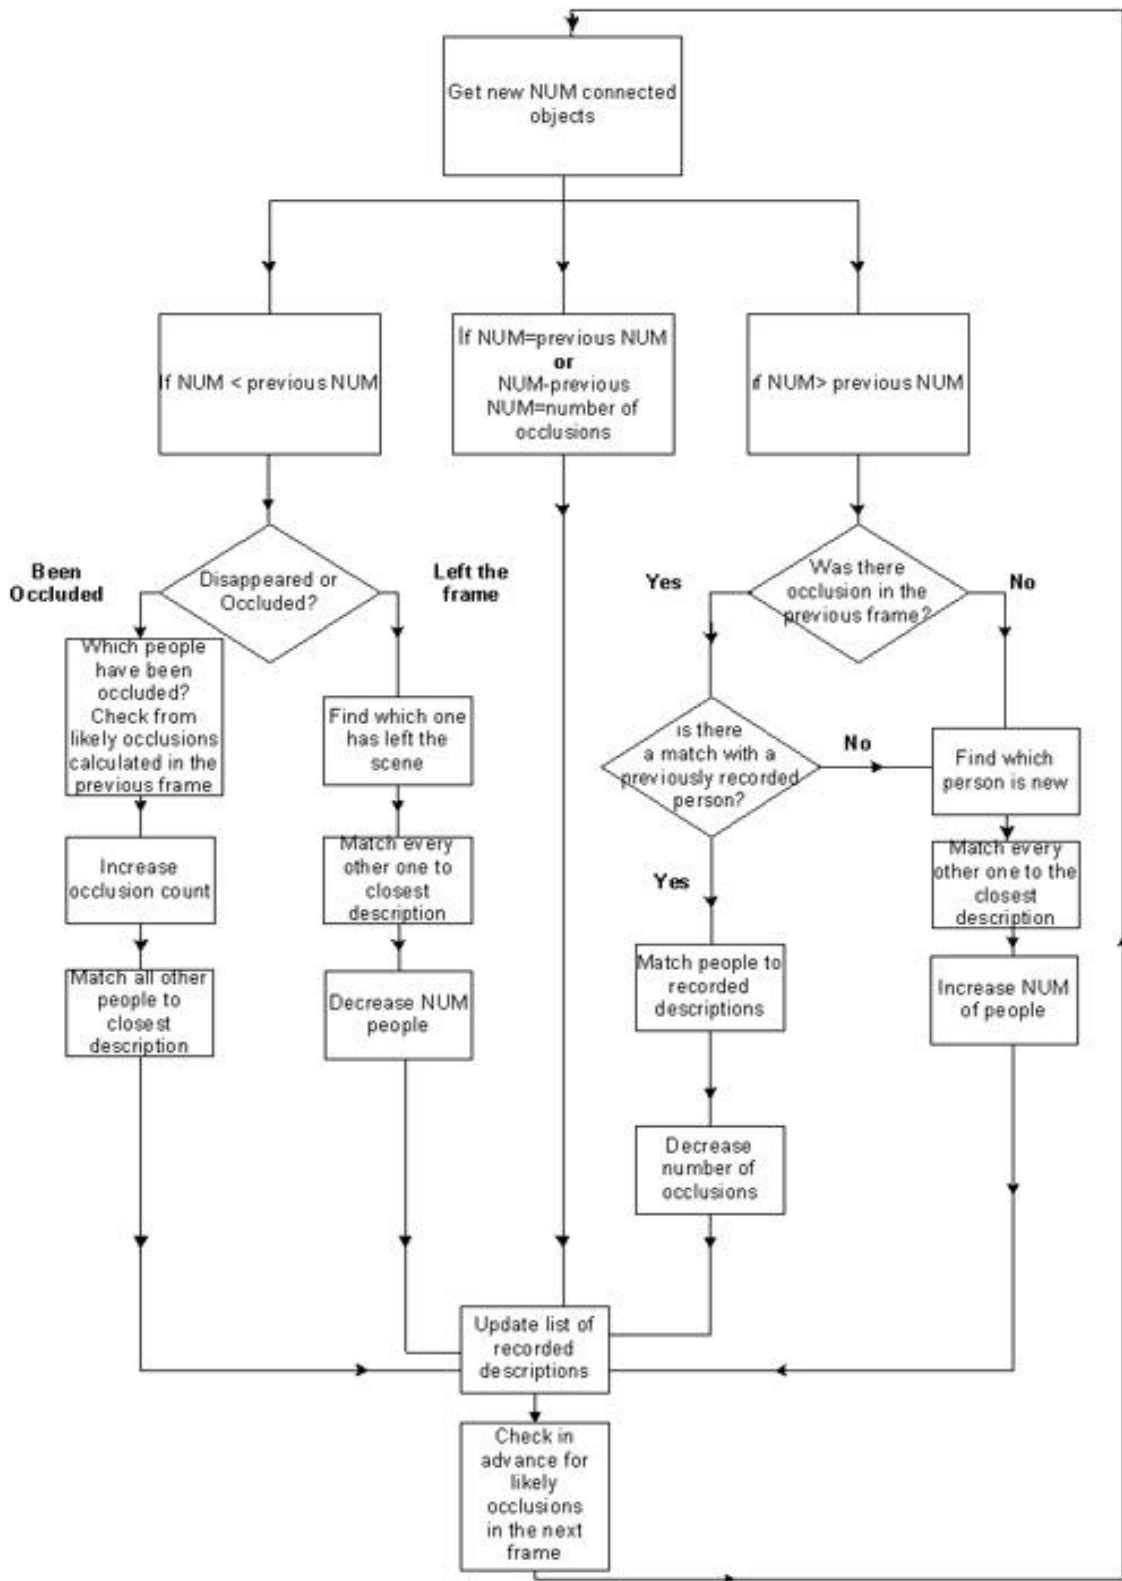 Get new NUM connected
objects
If NUM < previous NUM
If NUM=previous NUM
or
NUM-previous
NUM=number of
occlusions
if NUM> previous NUM
Been
Occluded
Disappeared or
Occluded?
Left the
frame
Yes
Was there
occlusion in the
previous frame?
No
Which people
have been
occluded?
Check from
likely occlusions
calculated in the
previous frame
Find which one
has left the
scene
is there
a match with a
previously recorded
person?
No
Find which
person is new
Increase
occlusion count
Match every
other one to
closest
description
Yes
Match every
other one to the
closest
description
Match all other
people to
closest
description
Decrease NUM
people
Match people to
recorded
descriptions
Increase NUM
of people
Decrease
number of
occlusions
Update list of
recorded
descriptions
Check in
advance for
likely
occlusions
in the next
frame